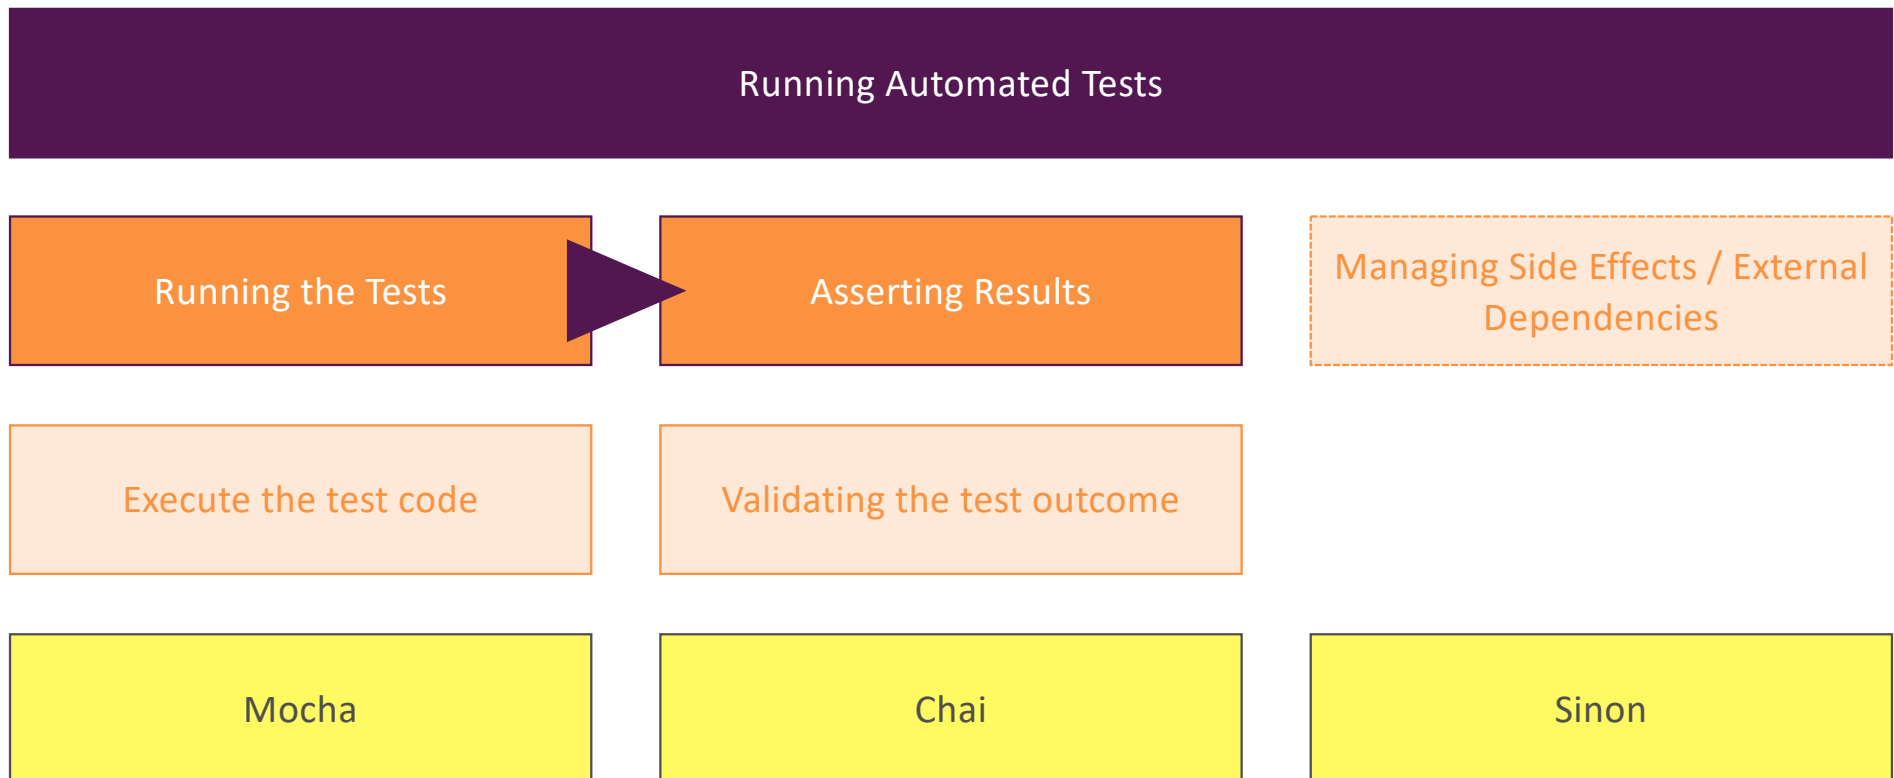 Running Automated Tests
Running the Tests
Asserting Results
Managing Side Effects / External
Dependencies
Execute the test code
Validating the test outcome
Mocha
Chai
Sinon